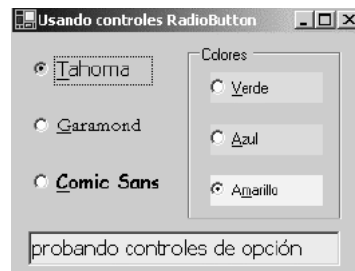 Usando controles RadioButton
Tahoma
Garamond
Comic Sans
Colores
Verde
Azul
Amarillo
probando controles de opción